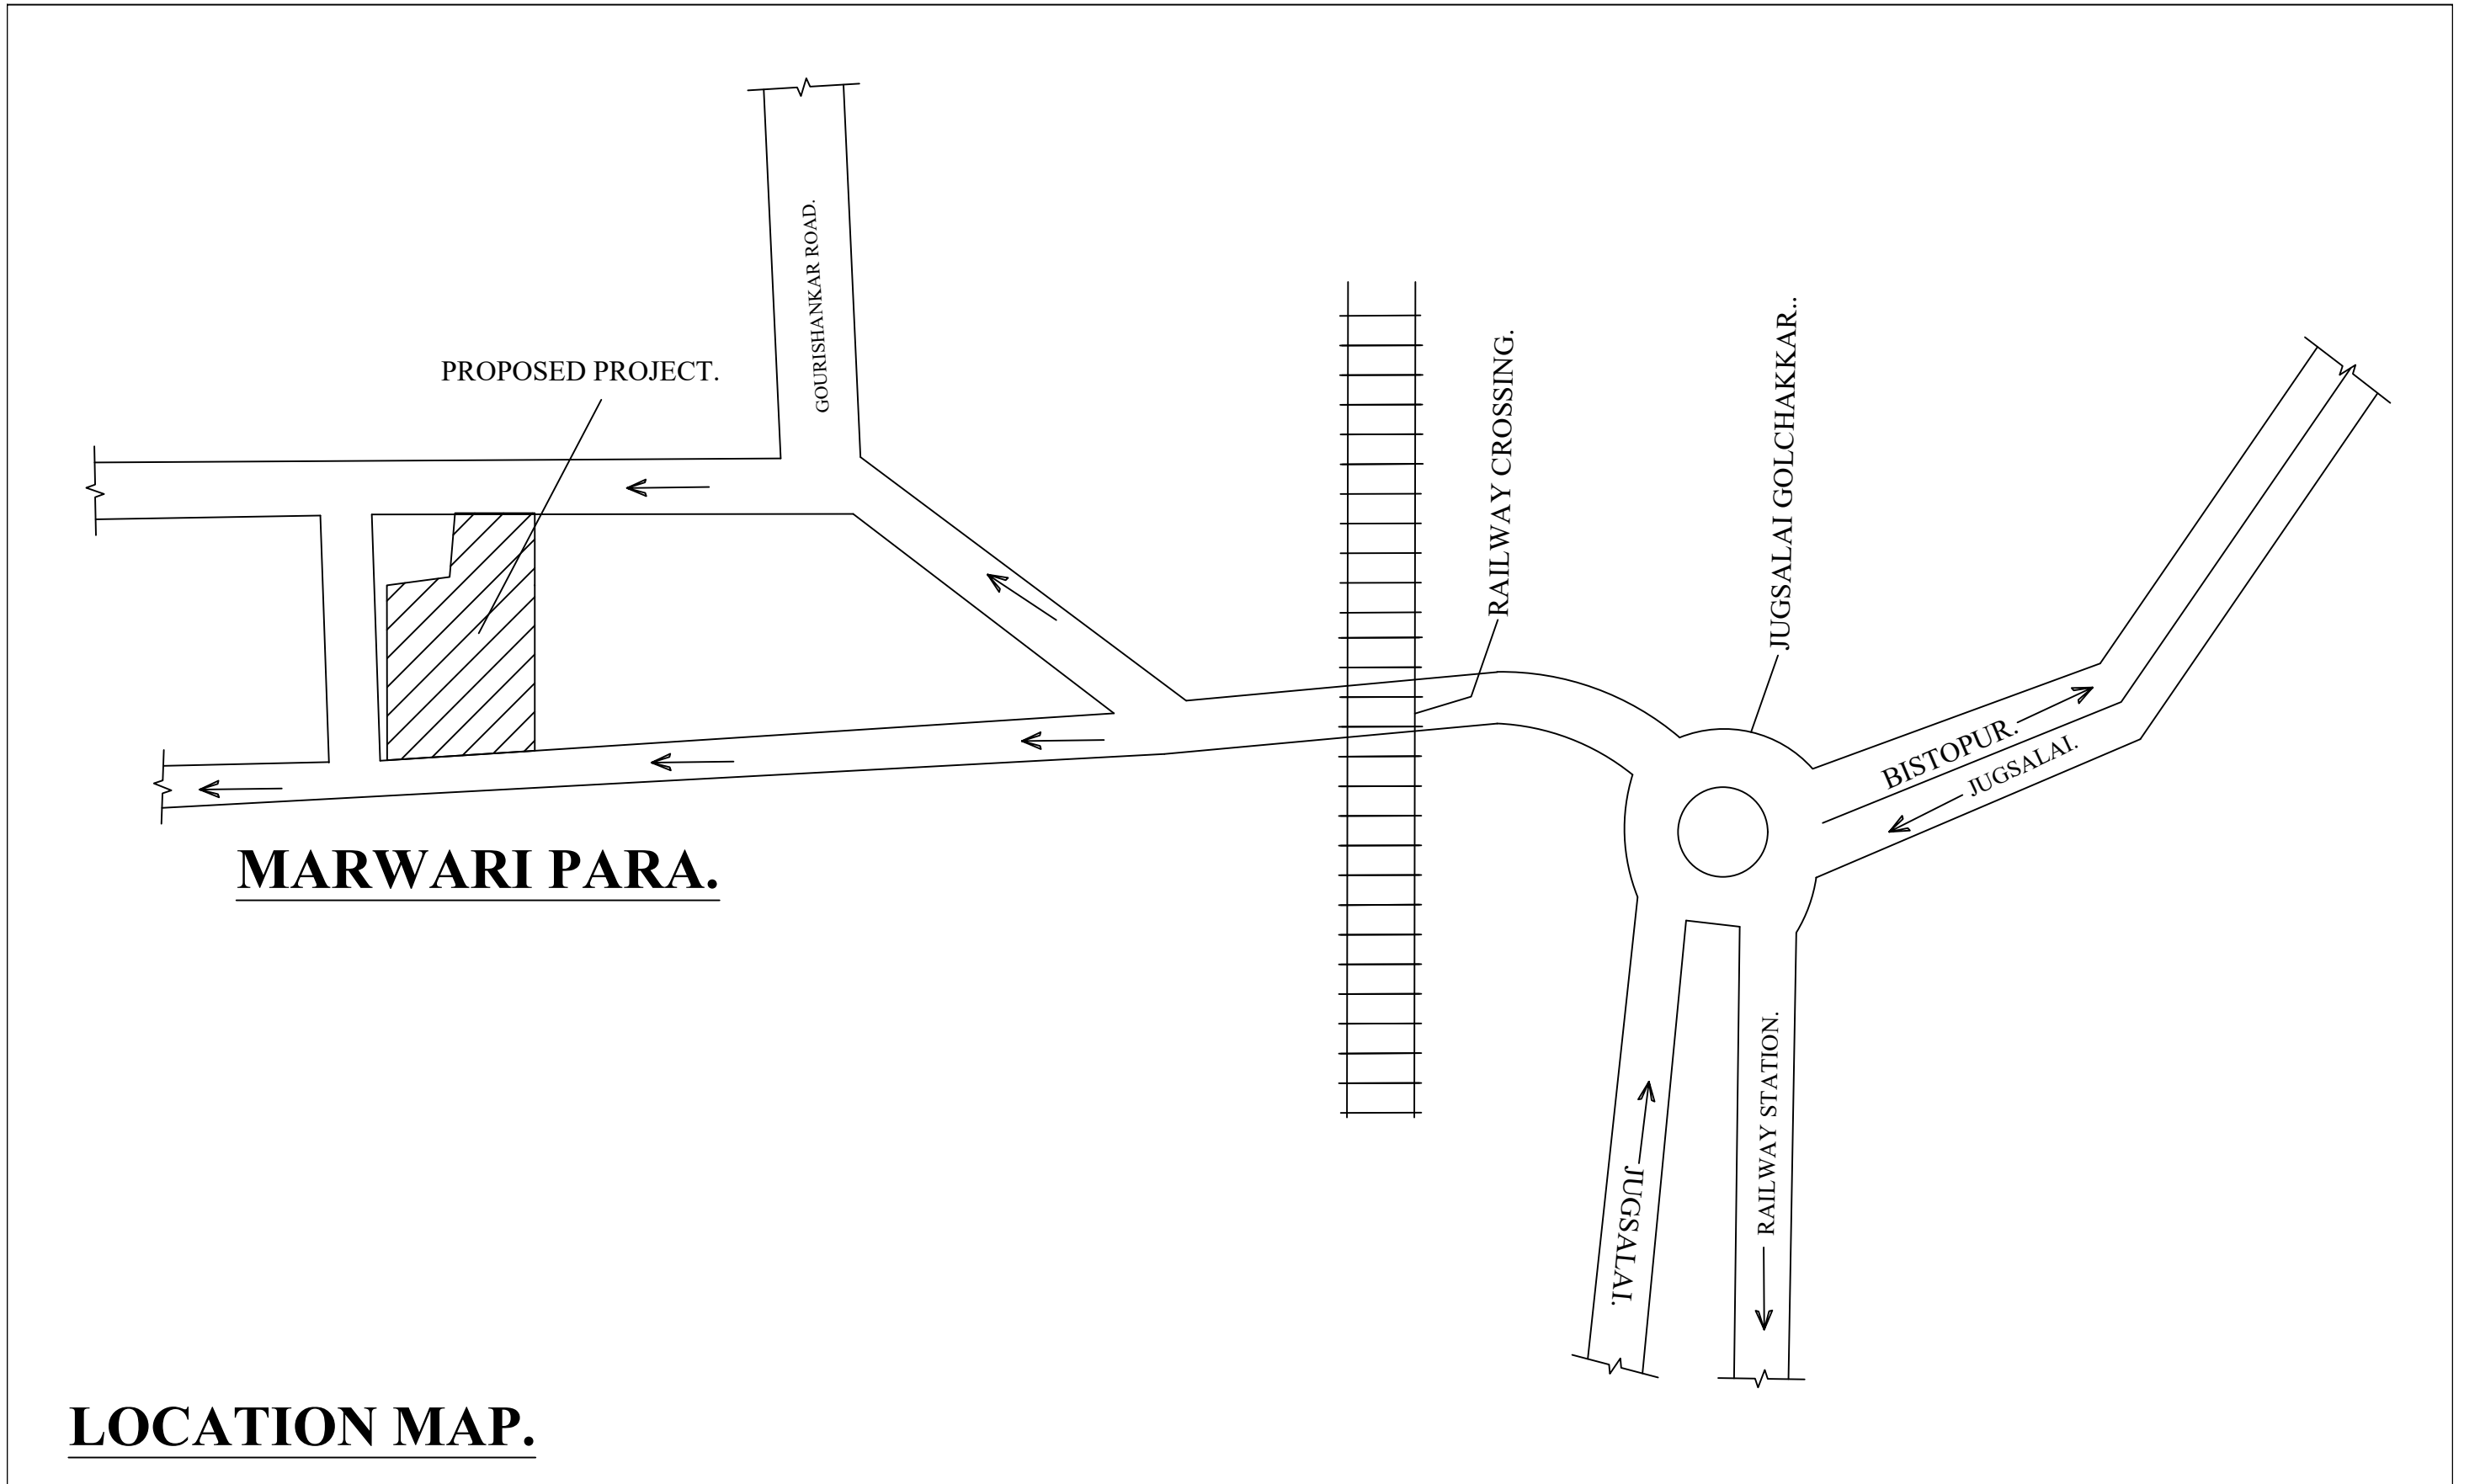 GOURISHANKAR ROAD.
PROPOSED PROJECT.
RAILWAY CROSSING.
JUGSALAI GOLCHAKKAR..
BISTOPUR.
JUGSALAI.
MARWARI PARA.
JUGSALAI.
RAILWAY STATION.
LOCATION MAP.